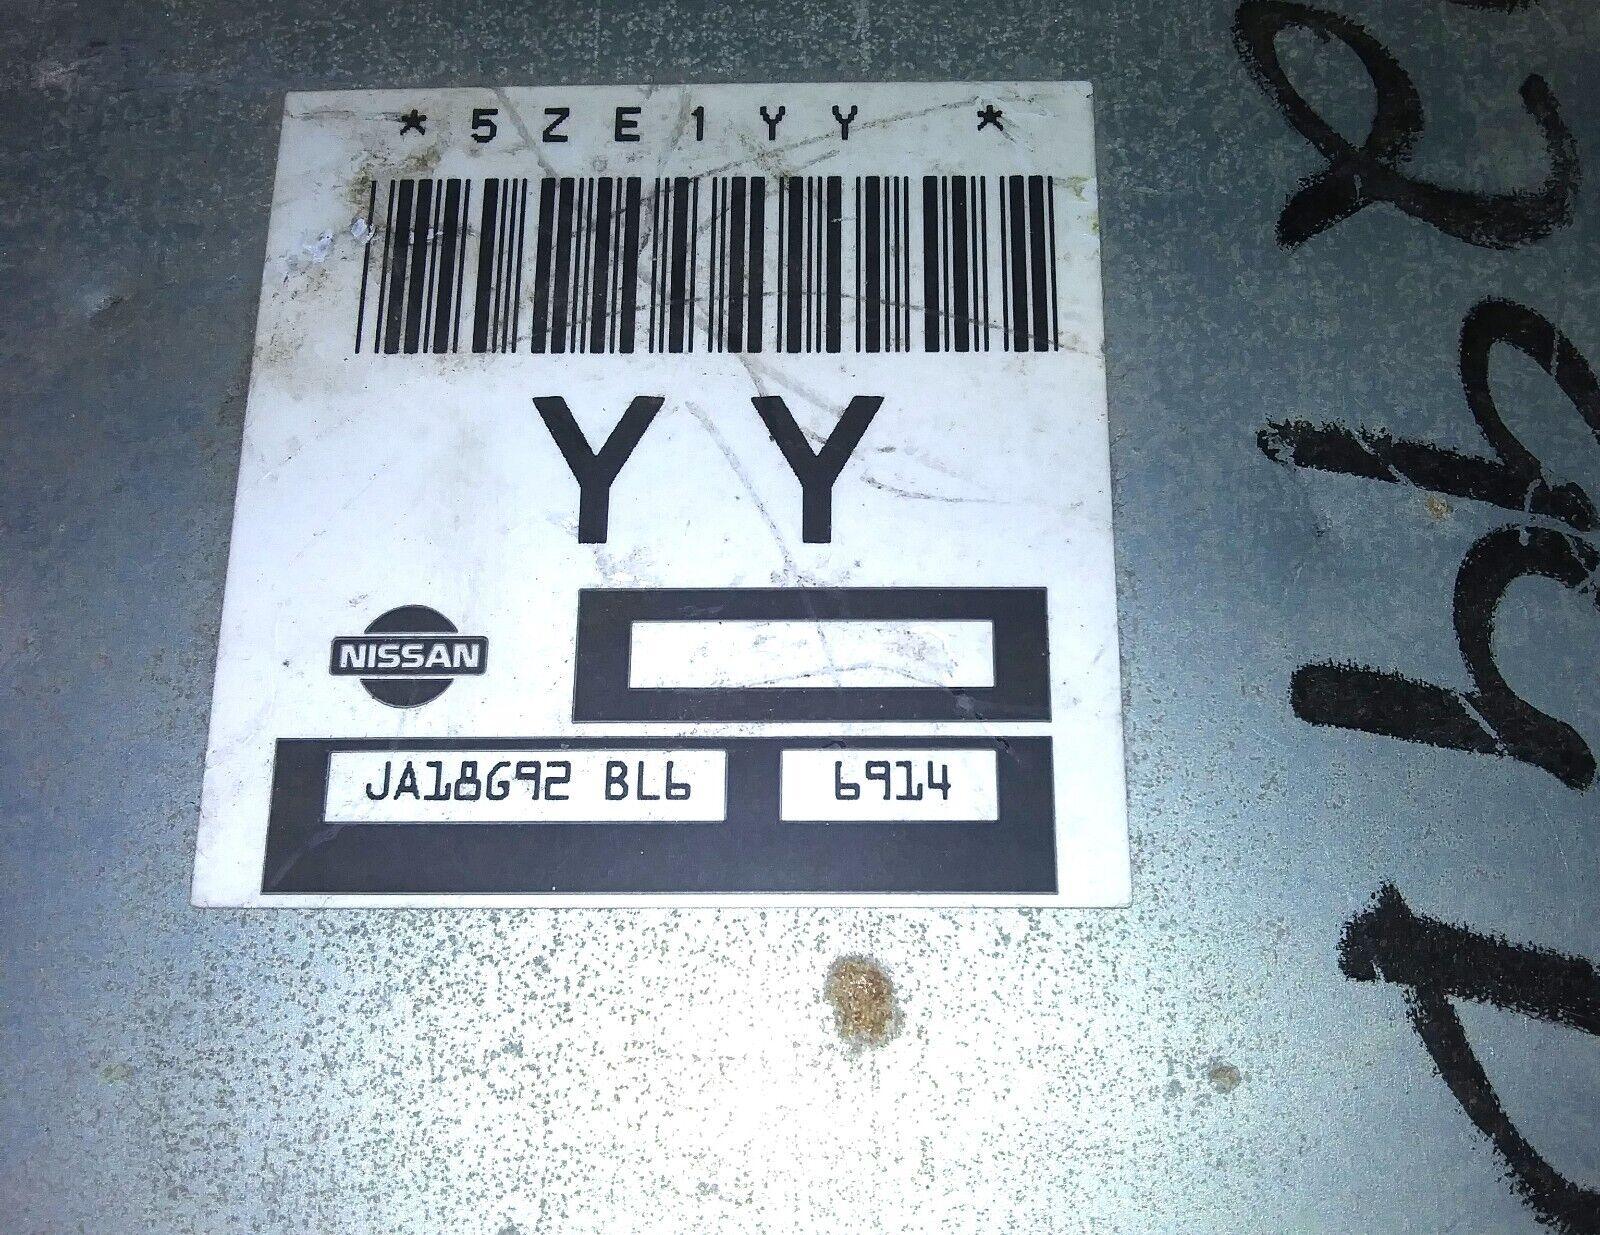 *5ZE1YY *
YY
NISSAN
JA18G92 BL6 6914